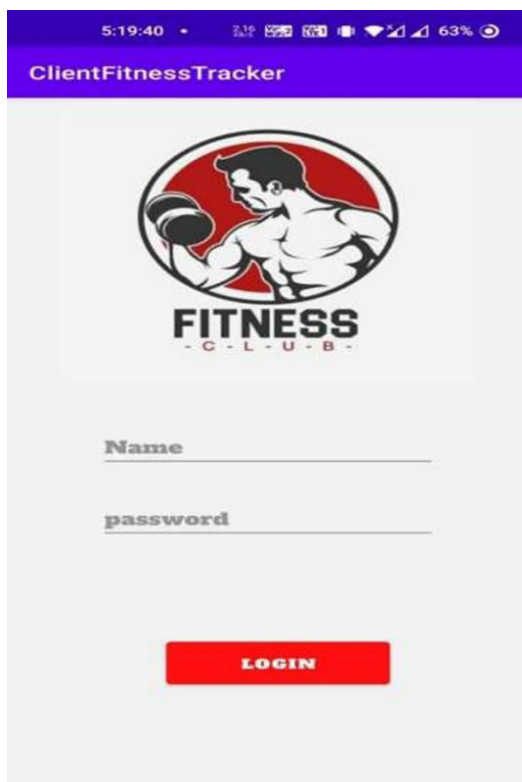 5:19:40 63%
ClientFitnessTracker
FITNESS
- C - L - U - B -
Name
password
LOGIN